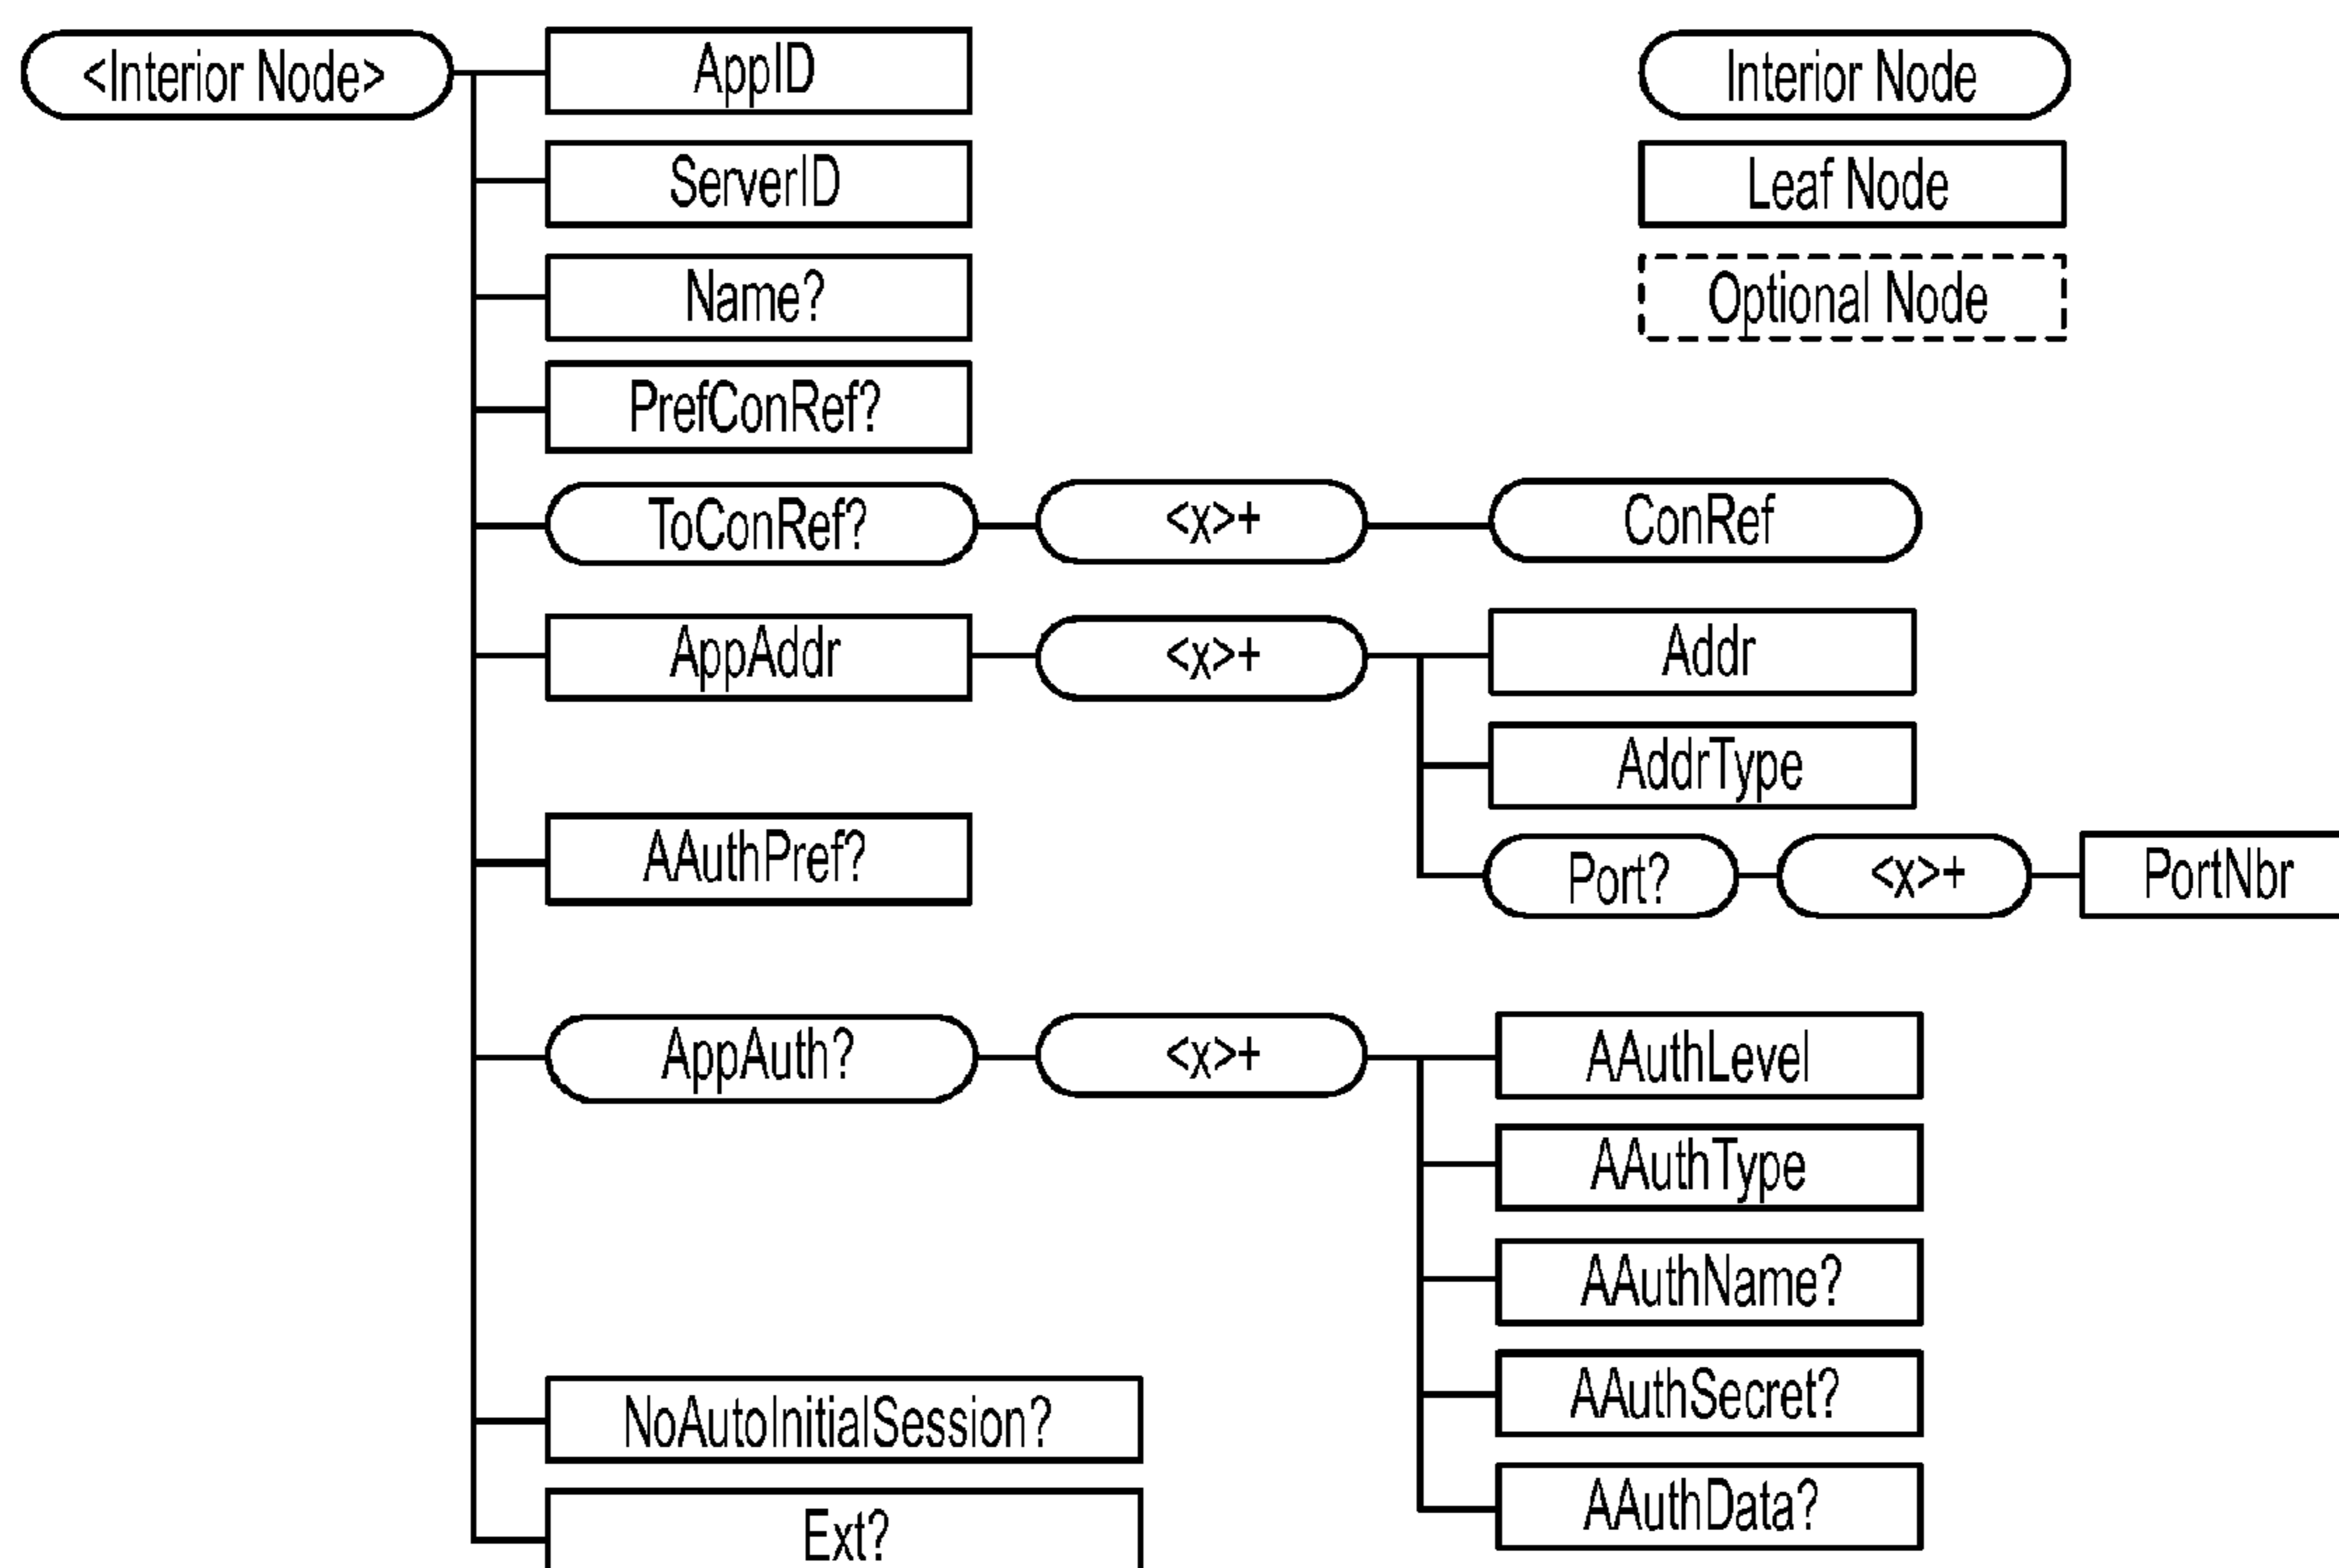 <Interior Node>
AppID
Interior Node
ServerID
Leaf Node
Name?
Optional Node
PrefConRef?
ToConRef?
<x>+
ConRef
AppAddr
<x>+
Addr
AddrType
AAuthPref?
Port?
<x>+
PortNbr
AppAuth?
<x>+
AAuthLevel
AAuthType
AAuthName?
AAuthSecret?
NoAutoInitialSession?
AAuthData?
Ext?